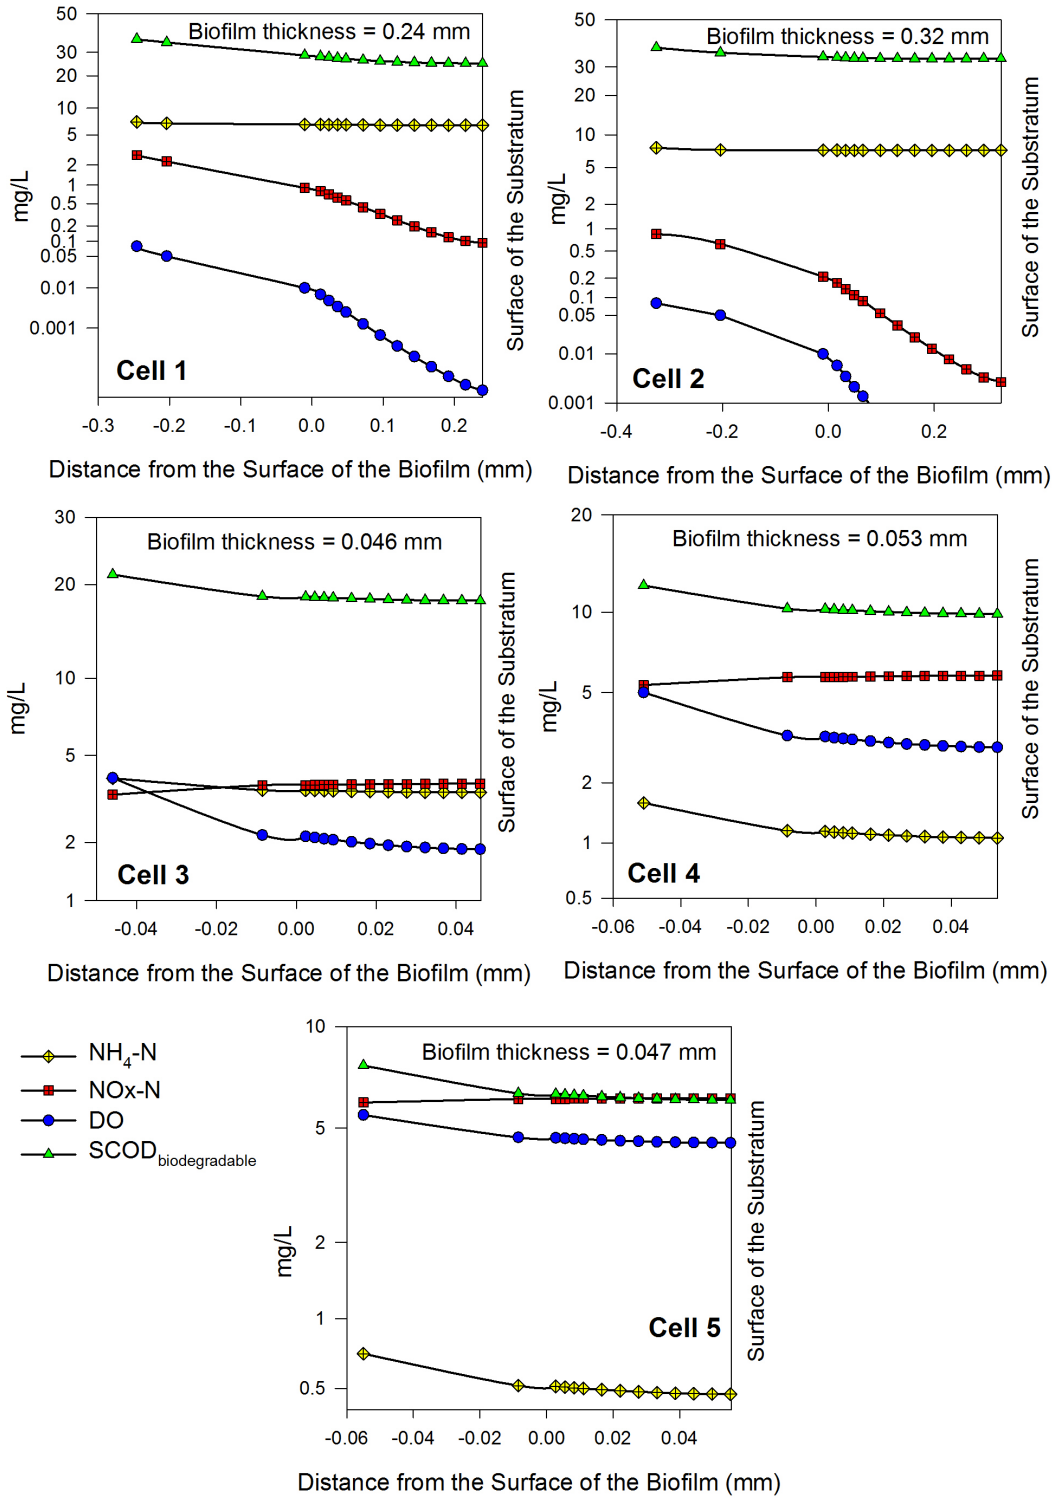 Biofilm thickness = 0.24 mm
50
30
20
10
5
2
1
0.5
0.2
0.1
0.05
0.01
0.001
mg/L
Cell 1
Surface of the Substratum
-0.3 -0.2 -0.1 0.0 0.1 0.2
Distance from the Surface of the Biofilm (mm)
Biofilm thickness = 0.32 mm
50
30
20
10
5
2
1
0.5
0.2
0.1
0.05
0.01
0.001
mg/L
Cell 2
Surface of the Substratum
-0.4 -0.2 0.0 0.2
Distance from the Surface of the Biofilm (mm)
Biofilm thickness = 0.046 mm
30
20
10
5
2
1
mg/L
Cell 3
Surface of the Substratum
-0.04 -0.02 0.00 0.02 0.04
Distance from the Surface of the Biofilm (mm)
Biofilm thickness = 0.053 mm
20
10
5
2
1
0.5
mg/L
Cell 4
Surface of the Substratum
-0.06 -0.04 -0.02 0.00 0.02 0.04
Distance from the Surface of the Biofilm (mm)
NH4-N
NOx-N
DO
SCODbiodegradable
Biofilm thickness = 0.047 mm
10
5
2
1
0.5
mg/L
Cell 5
Surface of the Substratum
-0.06 -0.04 -0.02 0.00 0.02 0.04
Distance from the Surface of the Biofilm (mm)